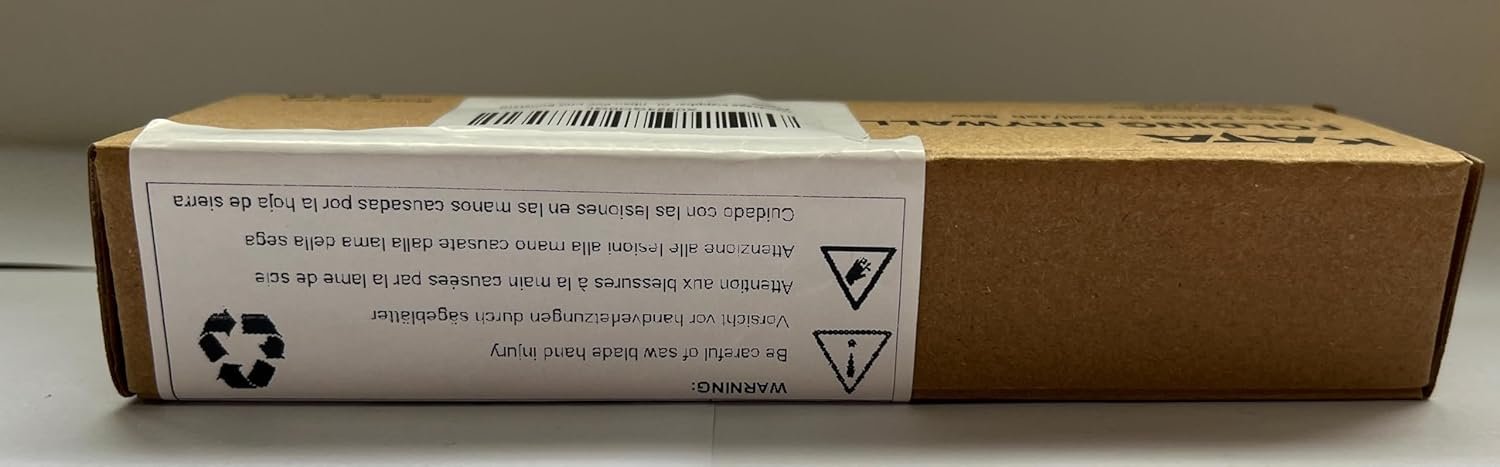 WARNING:
Be careful of saw blade hand injury
Vorsicht vor handverletzungen durch sägeblätter
Attention aux blessures à la main causées par la lame de scie
Attenzione alle lesioni alla mano causate dalla lama della sega
Cuidado con las lesiones en las manos causadas por la hoja de sierra
KATA
FOLDING DRYWALL